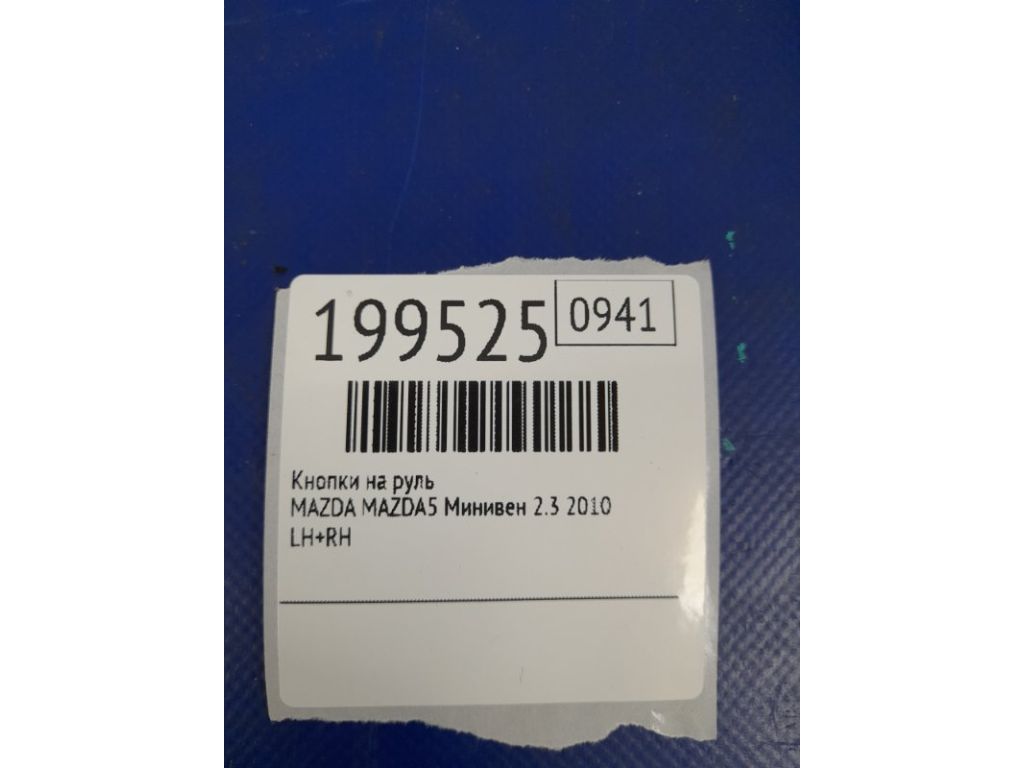 199525 0941
Кнопки на руль
MAZDA MAZDA5 Минивен 2.3 2010
LH+RH